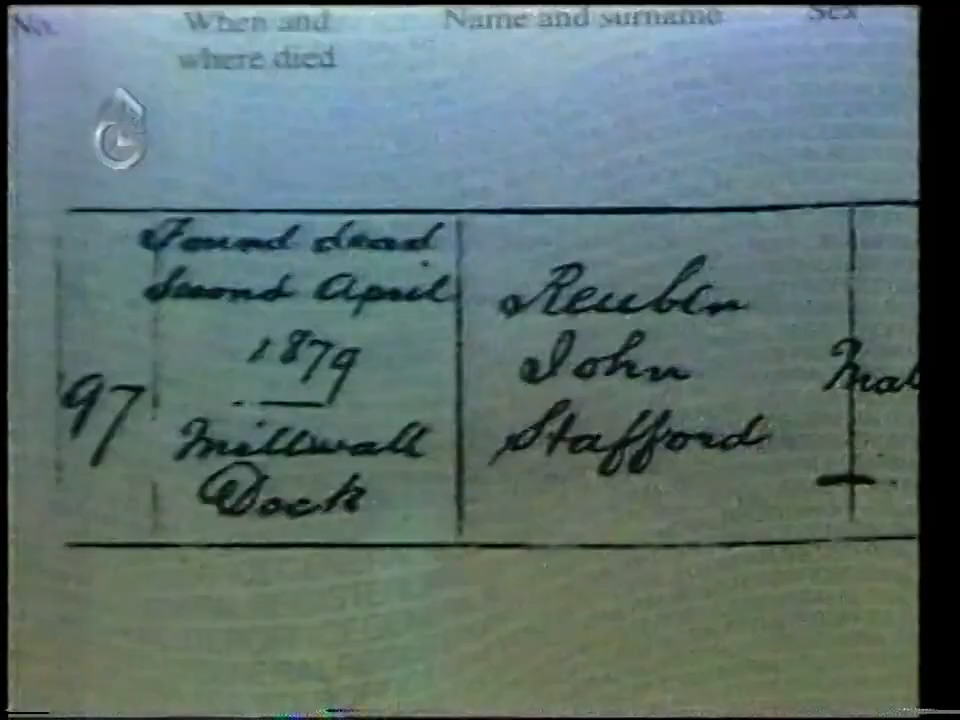 No. When and Name and surname Sex
where died
97
Found dead
Second April
1879
Millwall
Dock
Reuben
John
Stafford
Mal